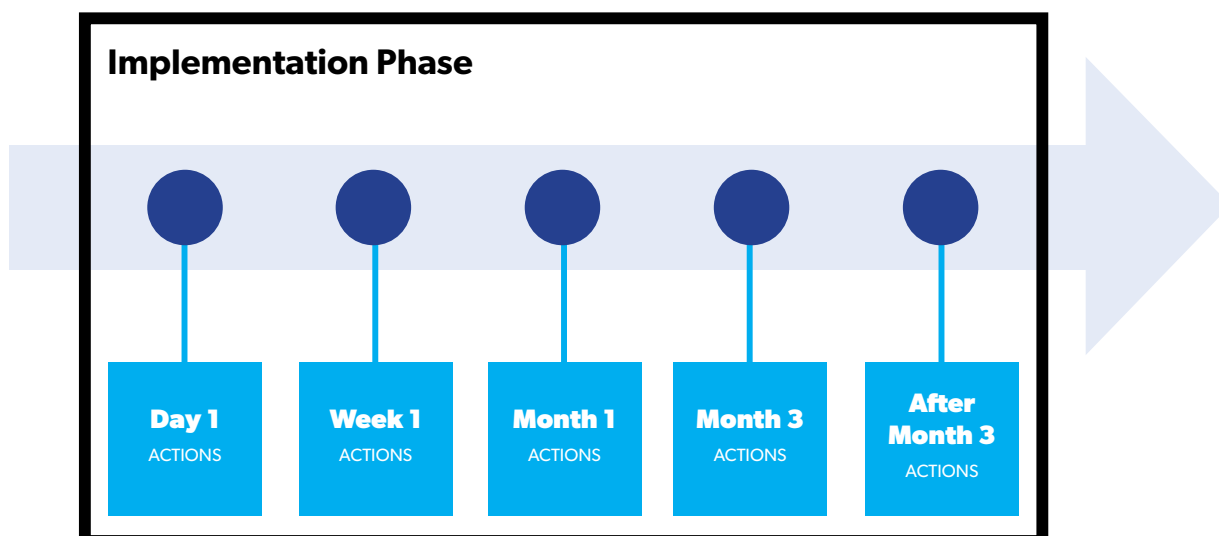 Implementation Phase
Day 1
ACTIONS
Week 1
ACTIONS
Month 1
ACTIONS
Month 3
ACTIONS
After
Month 3
ACTIONS